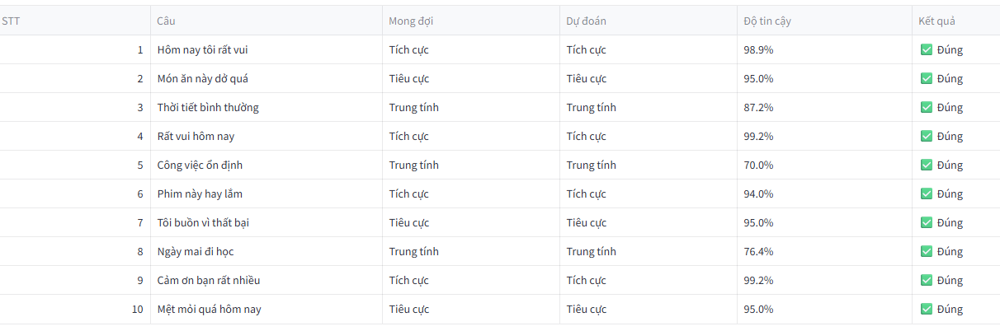 STT Câu Mong đợi Dự đoán Độ tin cậy Kết quả
1 Hôm nay tôi rất vui Tích cực Tích cực 98.9% ✅ Đúng
2 Món ăn này dở quá Tiêu cực Tiêu cực 95.0% ✅ Đúng
3 Thời tiết bình thường Trung tính Trung tính 87.2% ✅ Đúng
4 Rất vui hôm nay Tích cực Tích cực 99.2% ✅ Đúng
5 Công việc ổn định Trung tính Trung tính 70.0% ✅ Đúng
6 Phim này hay lắm Tích cực Tích cực 94.0% ✅ Đúng
7 Tôi buồn vì thất bại Tiêu cực Tiêu cực 95.0% ✅ Đúng
8 Ngày mai đi học Trung tính Trung tính 76.4% ✅ Đúng
9 Cảm ơn bạn rất nhiều Tích cực Tích cực 99.2% ✅ Đúng
10 Mệt mỏi quá hôm nay Tiêu cực Tiêu cực 95.0% ✅ Đúng